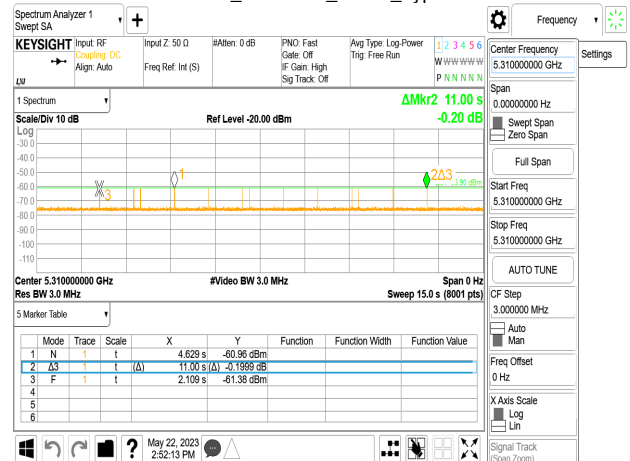 Spectrum Analyzer 1
Swept SA
Frequency
KEYSIGHT
Input: RF
Coupling: DC
Align: Auto
Input Z: 50 Ω
Freq Ref: Int (S)
#Atten: 0 dB
PNO: Fast
Gate: Off
IF Gain: High
Sig Track: Off
Avg Type: Log-Power
Trig: Free Run
1 2 3 4 5 6
W W W W W W
P N N N N N
LXI
Center Frequency
5.310000000 GHz
Settings
Span
0.00000000 Hz
Swept Span
Zero Span
Full Span
Start Freq
5.310000000 GHz
Stop Freq
5.310000000 GHz
AUTO TUNE
CF Step
3.000000 MHz
Auto
Man
Freq Offset
0 Hz
X Axis Scale
Log
Lin
Signal Track
(Span Zoom)
1 Spectrum
ΔMkr2 11.00 s
-0.20 dB
Scale/Div 10 dB
Ref Level -20.00 dBm
Log
-30.0
-40.0
-50.0
-60.0
-70.0
-80.0
-90.0
-100
-110
1
2Δ3
3
Center 5.310000000 GHz
#Video BW 3.0 MHz
Span 0 Hz
Res BW 3.0 MHz
Sweep 15.0 s (8001 pts)
5 Marker Table
Mode Trace Scale X Y Function Function Width Function Value
1 N 1 t 4.629 s -60.96 dBm
2 Δ3 1 t (Δ) 11.00 s (Δ) -0.1999 dB
3 F 1 t 2.109 s -61.38 dBm
4
5
6
?
May 22, 2023
2:52:13 PM